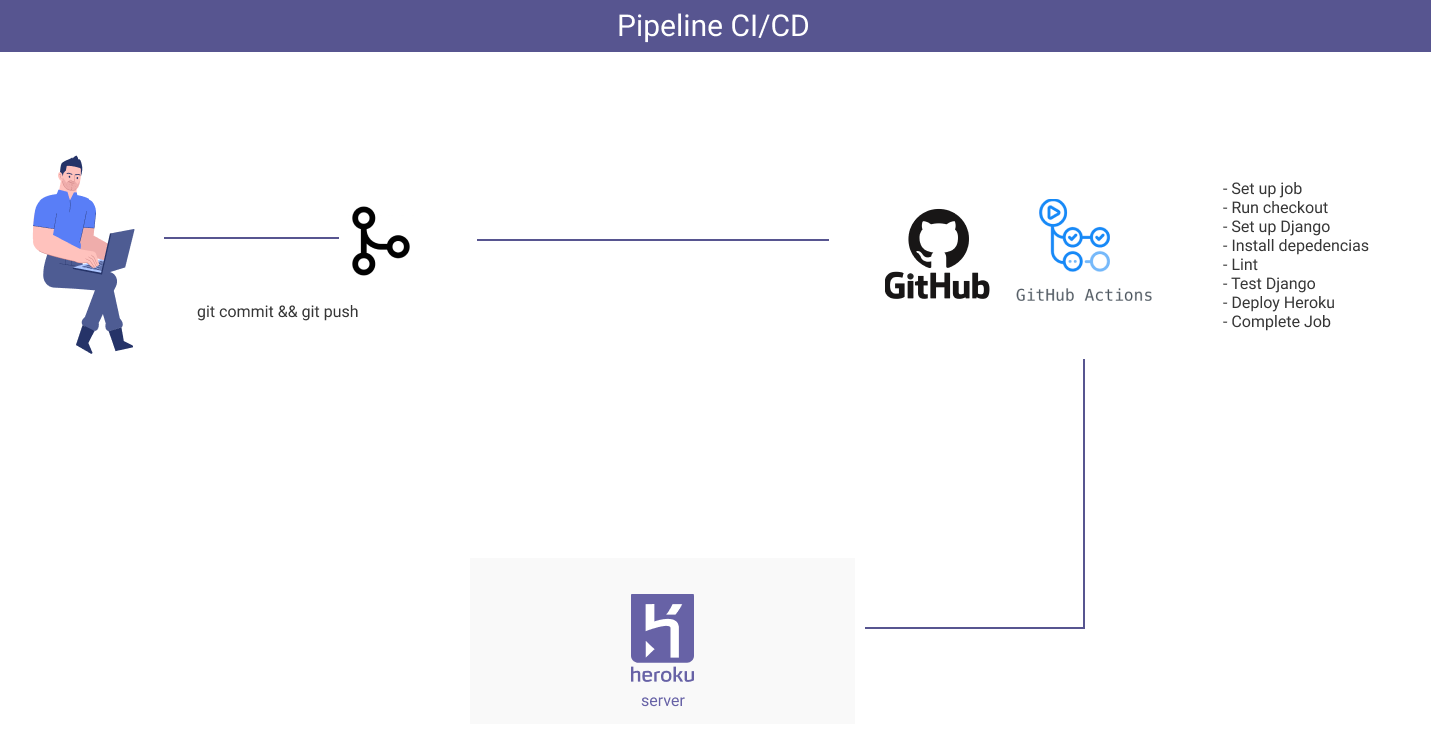 Pipeline CI/CD
git commit && git push
GitHub
GitHub Actions
- Set up job
- Run checkout
- Set up Django
- Install depedencias
- Lint
- Test Django
- Deploy Heroku
- Complete Job
heroku
server